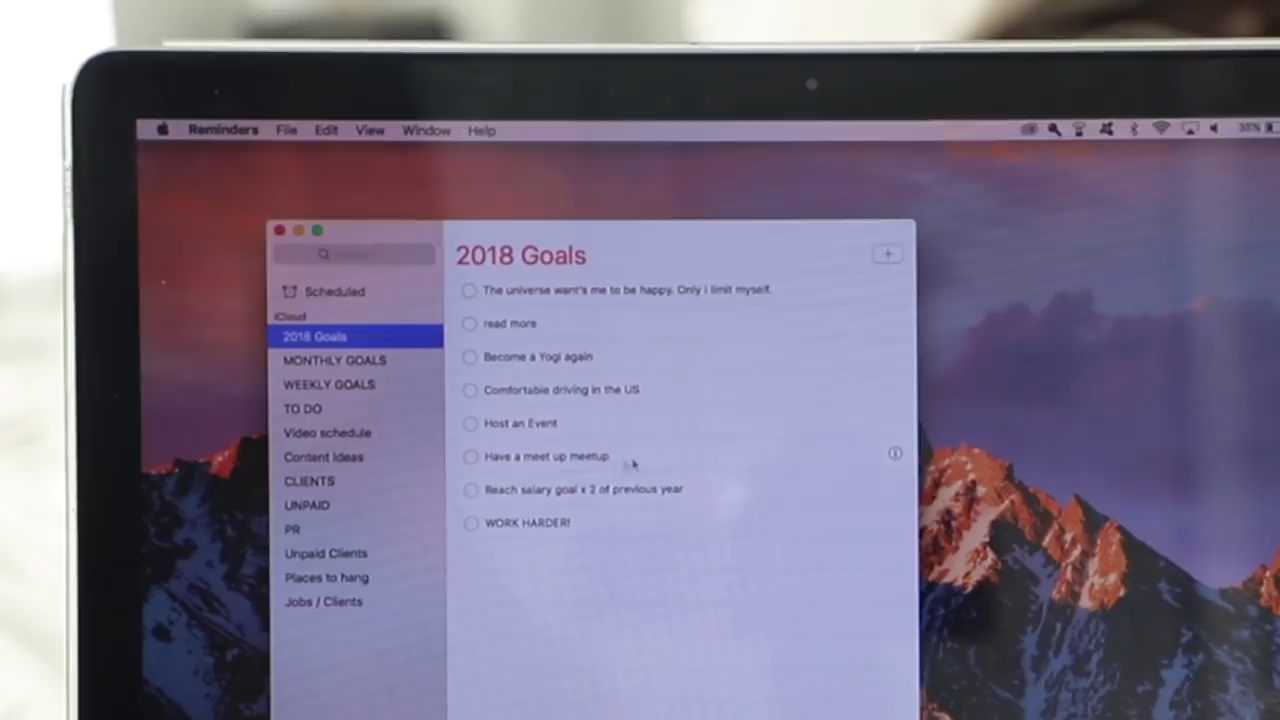 Reminders File Edit View Window Help
2018 Goals
Scheduled
iCloud
2018 Goals
MONTHLY GOALS
WEEKLY GOALS
TO DO
Video schedule
Content Ideas
CLIENTS
UNPAID
PR
Unpaid Clients
Places to hang
Jobs / Clients
The universe want's me to be happy. Only I limit myself.
read more
Become a Yogi again
Comfortable driving in the US
Host an Event
Have a meet up meetup
Reach salary goal x 2 of previous year
WORK HARDER!